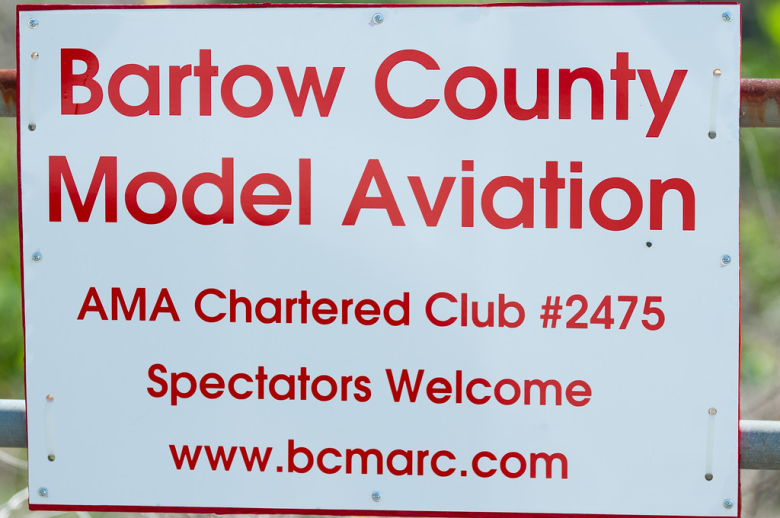 Bartow County
Model Aviation
AMA Chartered Club #2475
Spectators Welcome
www.bcmarc.com